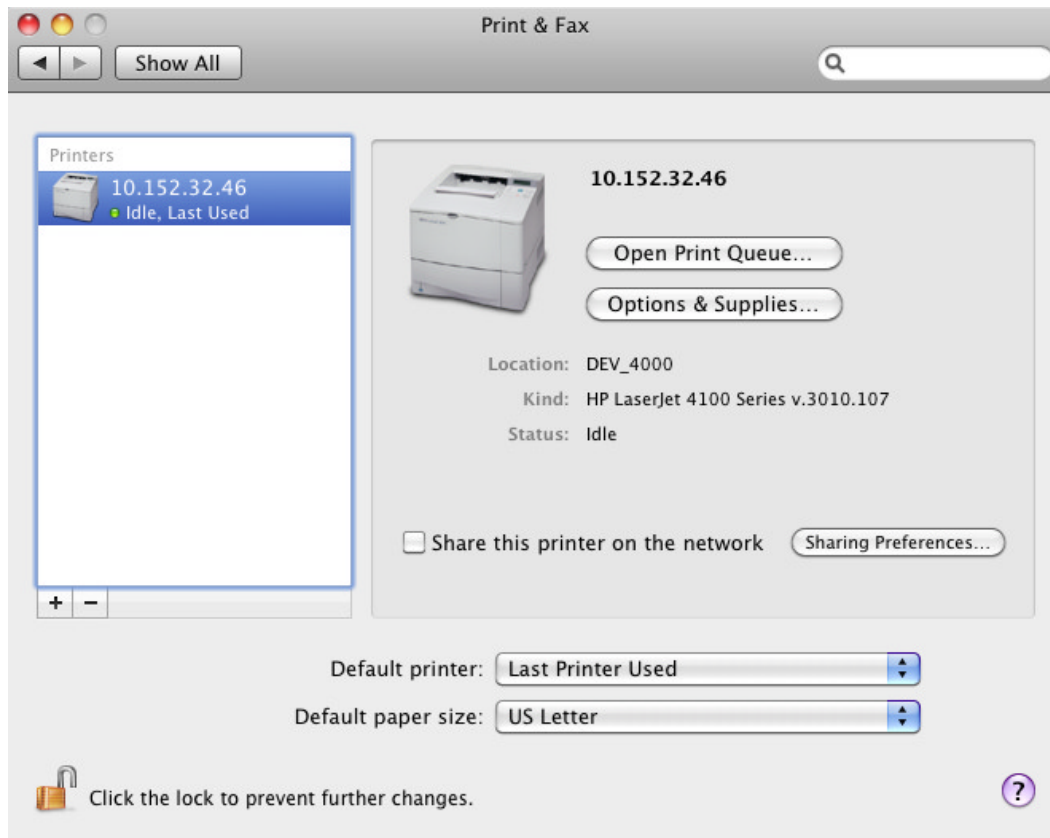 Print & Fax
Show All
Printers
10.152.32.46
Idle, Last Used
10.152.32.46
Open Print Queue...
Options & Supplies...
Location: DEV_4000
Kind: HP LaserJet 4100 Series v.3010.107
Status: Idle
Share this printer on the network
Sharing Preferences...
+ −
Default printer: Last Printer Used
Default paper size: US Letter
Click the lock to prevent further changes.
?